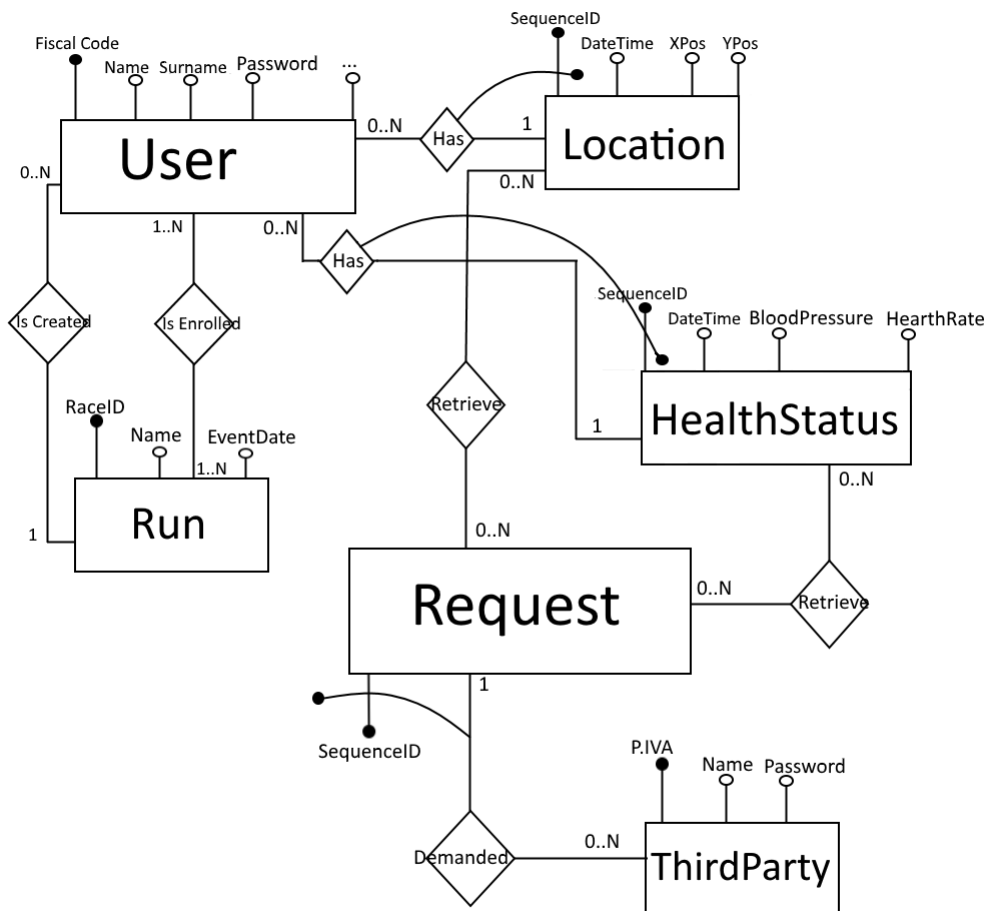 SequenceID
Fiscal Code
DateTime
XPos
YPos
Name
Surname
Password
...
0..N
Has
1
User
Location
0..N
0..N
1..N
0..N
Has
SequenceID
DateTime
BloodPressure
HearthRate
Is Created
Is Enrolled
RaceID
Retrieve
HealthStatus
1
Name
EventDate
1..N
0..N
Run
1
0..N
Request
0..N
Retrieve
1
SequenceID
P.IVA
Name
Password
Demanded
0..N
ThirdParty